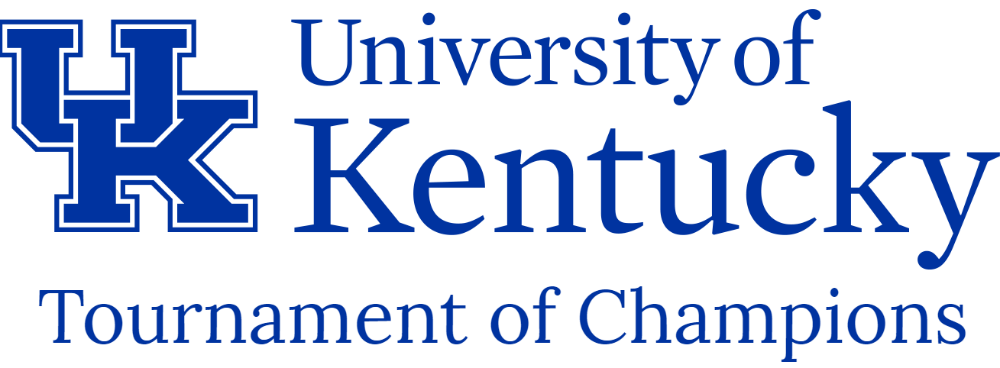 UK
University of
Kentucky
Tournament of Champions